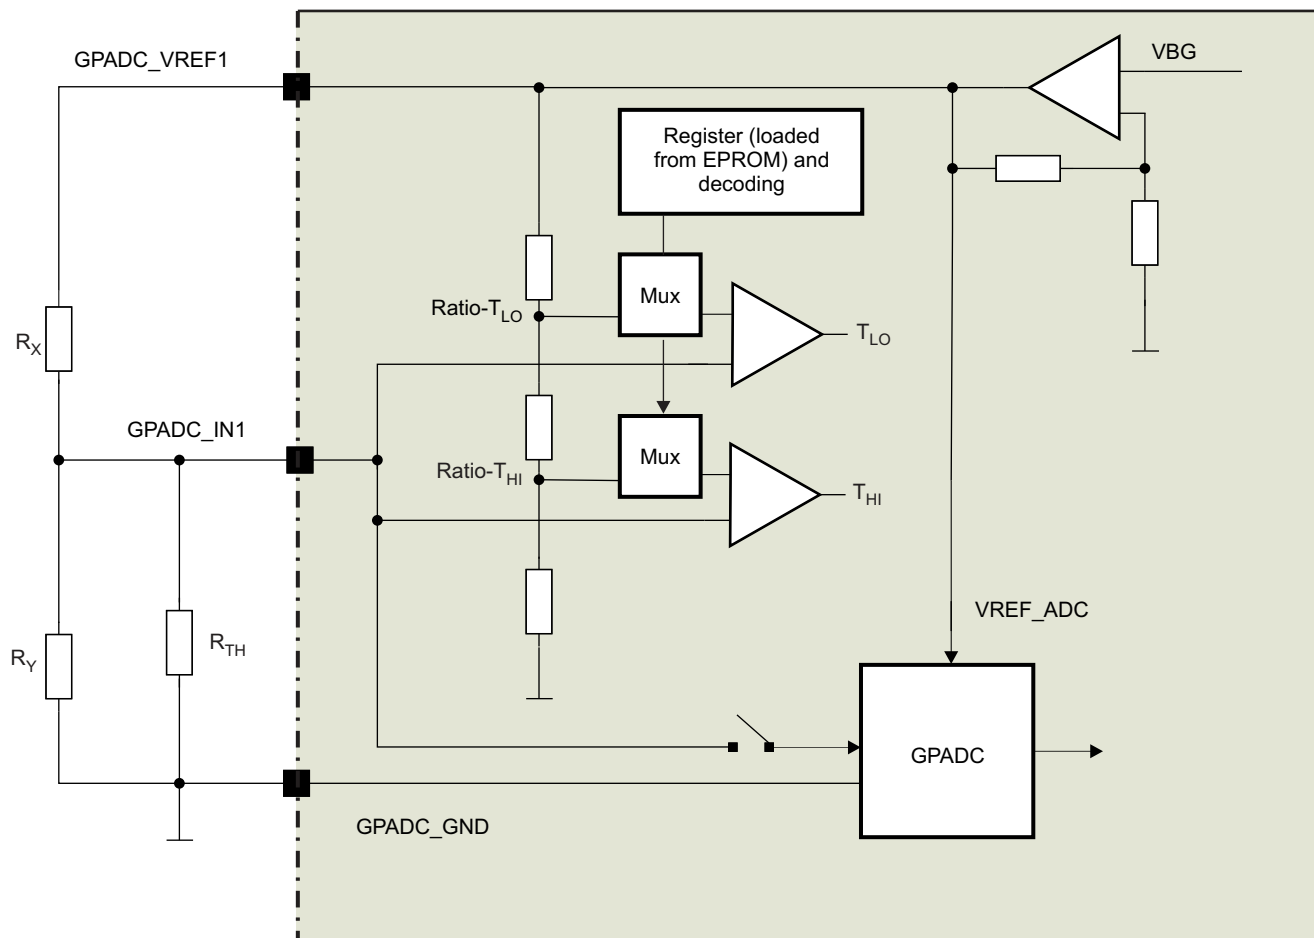 GPADC_VREF1
VBG
Register (loaded
from EPROM) and
decoding
Mux
Ratio-TLO
TLO
RX
GPADC_IN1
Mux
Ratio-THI
THI
VREF_ADC
RY
RTH
GPADC
GPADC_GND